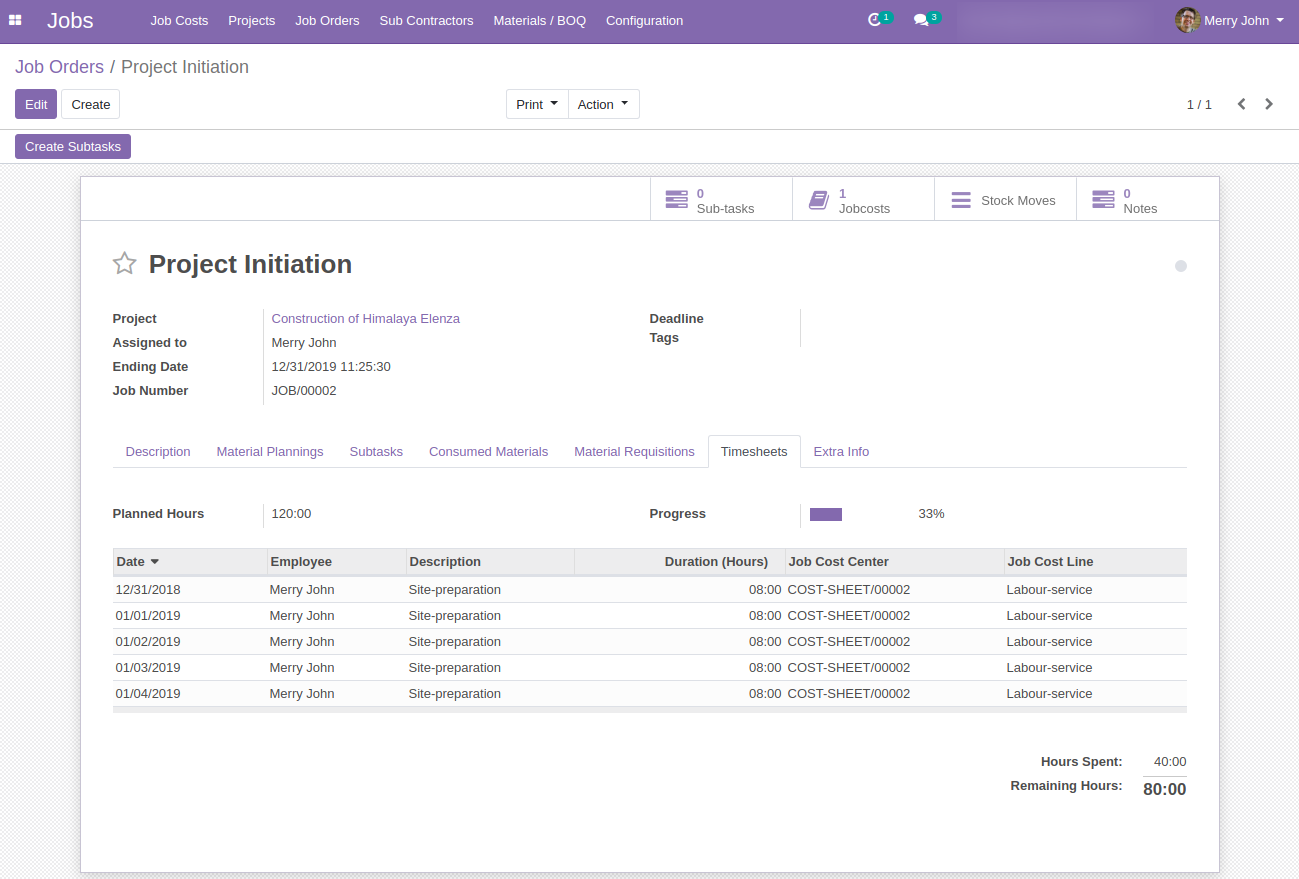 Jobs Job Costs Projects Job Orders Sub Contractors Materials / BOQ Configuration 1 3 Merry John
Job Orders / Project Initiation
Edit Create Print Action 1 / 1
Create Subtasks
0 Sub-tasks 1 Jobcosts Stock Moves 0 Notes
Project Initiation
Project Construction of Himalaya Elenza Deadline
Tags
Assigned to Merry John
Ending Date 12/31/2019 11:25:30
Job Number JOB/00002
Description Material Plannings Subtasks Consumed Materials Material Requisitions Timesheets Extra Info
Planned Hours 120:00 Progress 33%
Date Employee Description Duration (Hours) Job Cost Center Job Cost Line
12/31/2018 Merry John Site-preparation 08:00 COST-SHEET/00002 Labour-service
01/01/2019 Merry John Site-preparation 08:00 COST-SHEET/00002 Labour-service
01/02/2019 Merry John Site-preparation 08:00 COST-SHEET/00002 Labour-service
01/03/2019 Merry John Site-preparation 08:00 COST-SHEET/00002 Labour-service
01/04/2019 Merry John Site-preparation 08:00 COST-SHEET/00002 Labour-service
Hours Spent: 40:00
Remaining Hours: 80:00